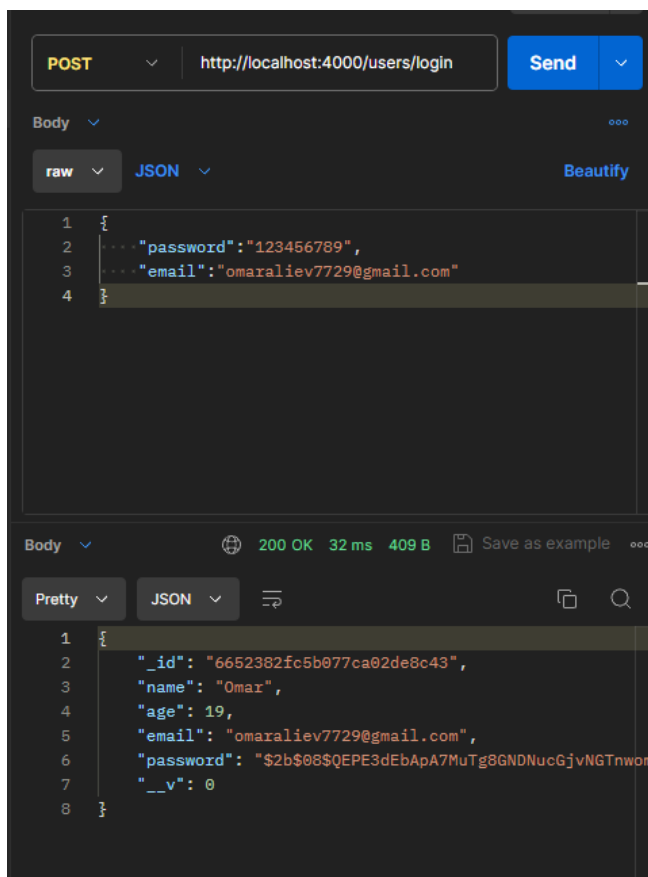 POST http://localhost:4000/users/login Send
Body
raw JSON Beautify
1 {
2 "password":"123456789",
3 "email":"omaraliev7729@gmail.com"
4 }
Body 200 OK 32 ms 409 B Save as example
Pretty JSON
1 {
2 "_id": "6652382fc5b077ca02de8c43",
3 "name": "Omar",
4 "age": 19,
5 "email": "omaraliev7729@gmail.com",
6 "password": "$2b$08$QEPE3dEbApA7MuTg8GNDNucGjvNGTnwom
7 "__v": 0
8 }